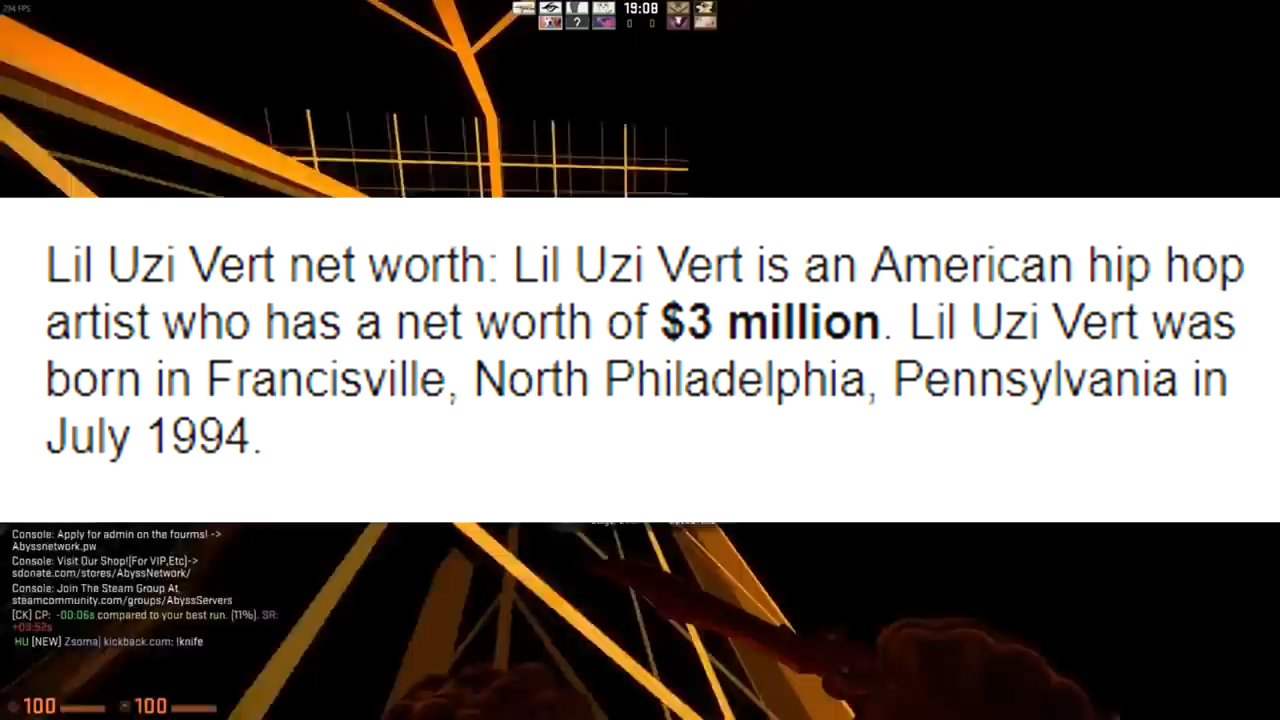 294 FPS
19:08
?
0 0
Lil Uzi Vert net worth: Lil Uzi Vert is an American hip hop
artist who has a net worth of $3 million. Lil Uzi Vert was
born in Francisville, North Philadelphia, Pennsylvania in
July 1994.
Console: Apply for admin on the fourms! ->
Abyssnetwork.pw
Console: Visit Our Shop!(For VIP,Etc)->
sdonate.com/stores/AbyssNetwork/
Console: Join The Steam Group At
steamcommunity.com/groups/AbyssServers
[CK] CP: -00:06s compared to your best run. (11%). SR:
+03:52s
HU [NEW] Zsoma| kickback.com: !knife
100 100